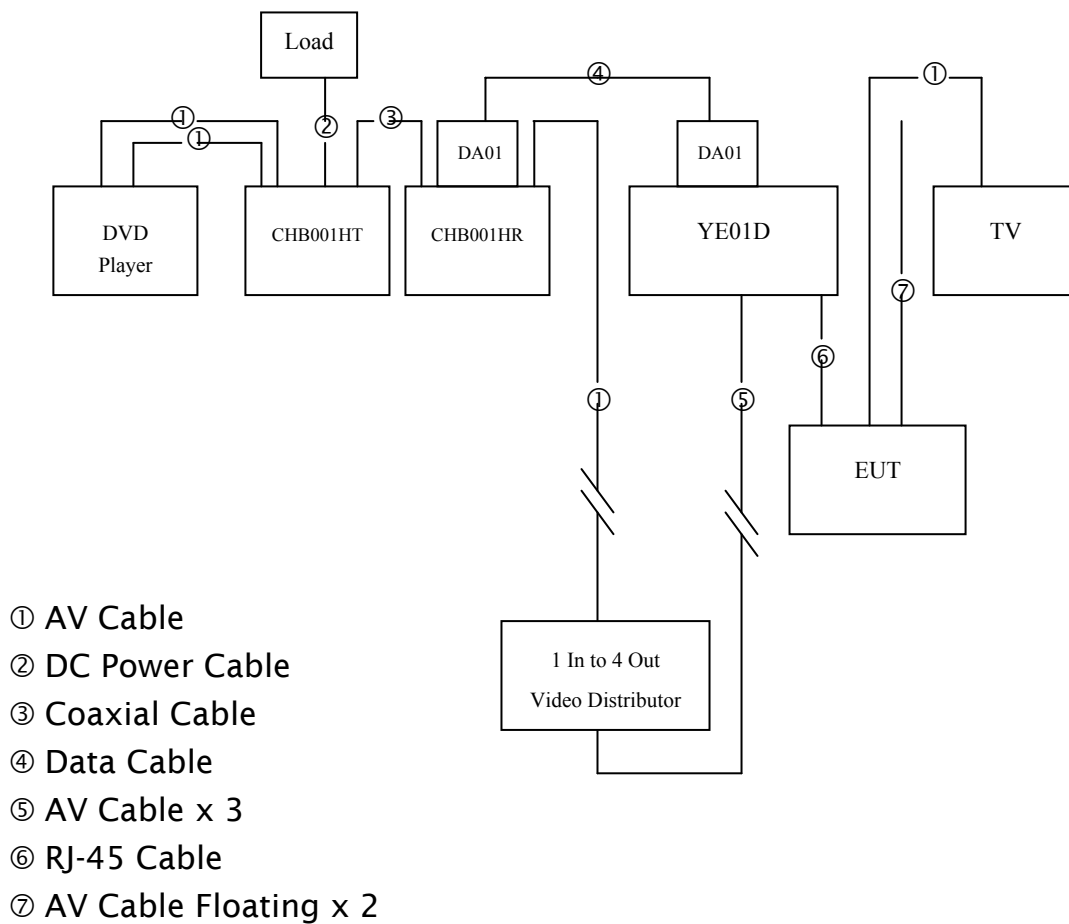 Load
④
①
①
③
①
②
DA01
DA01
DVD
Player
CHB001HT
CHB001HR
YE01D
TV
⑦
⑥
①
⑤
EUT
① AV Cable
② DC Power Cable
③ Coaxial Cable
④ Data Cable
⑤ AV Cable x 3
⑥ RJ-45 Cable
⑦ AV Cable Floating x 2
1 In to 4 Out
Video Distributor